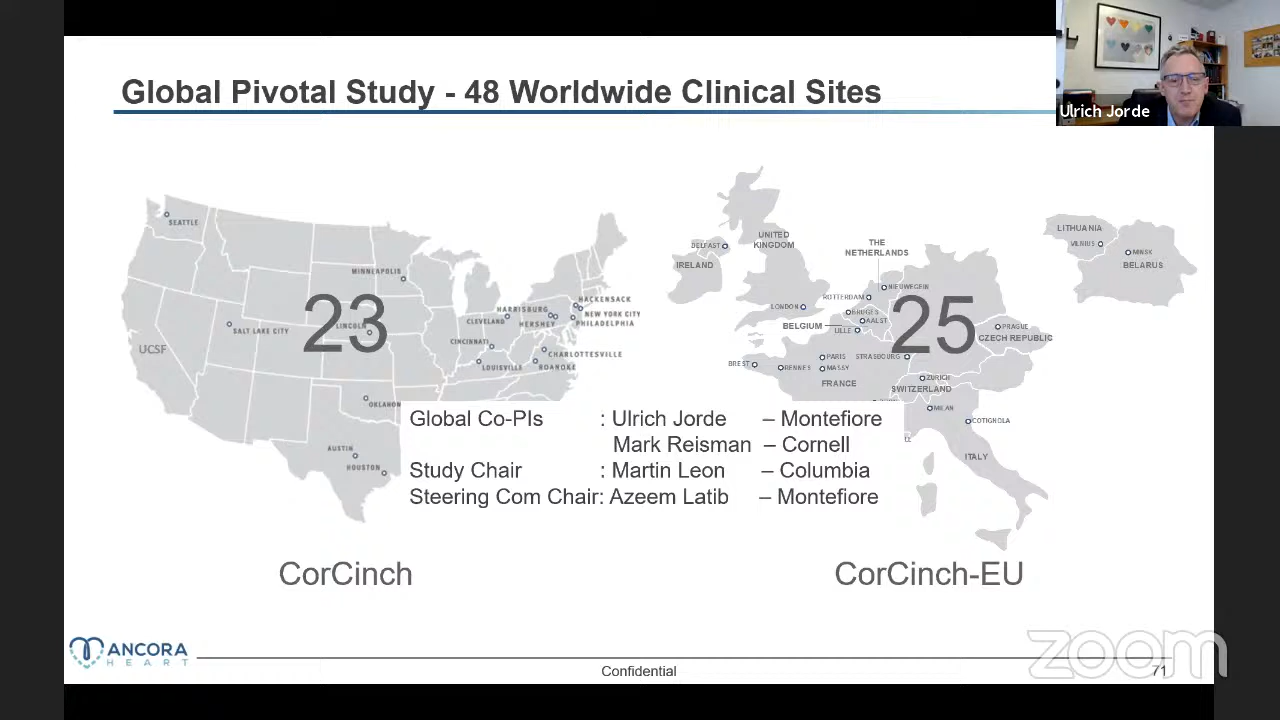 Global Pivotal Study - 48 Worldwide Clinical Sites
Ulrich Jorde
SEATTLE
MINNEAPOLIS
HACKENSACK
NEW YORK CITY
PHILADELPHIA
HARRISBURG
HERSHEY
CLEVELAND
23
SALT LAKE CITY
LINCOLN
CINCINNATI
UCSF
CHARLOTTESVILLE
LOUISVILLE
ROANOKE
AUSTIN
HOUSTON
UNITED
KINGDOM
BELFAST
IRELAND
THE
NETHERLANDS
NIEUWEGEIN
ROTTERDAM
LONDON
BRUGES
AALST
BELGIUM
LILLE
25
PRAGUE
CZECH REPUBLIC
BREST
RENNES
PARIS
MASSY
STRASBOURG
FRANCE
ZURICH
SWITZERLAND
MILAN
COTIGNOLA
ITALY
LITHUANIA
VILNIUS
MINSK
BELARUS
Global Co-PIs : Ulrich Jorde – Montefiore
Mark Reisman – Cornell
Study Chair : Martin Leon – Columbia
Steering Com Chair: Azeem Latib – Montefiore
CorCinch
CorCinch-EU
ANCORA
HEART
Confidential
71
zoom